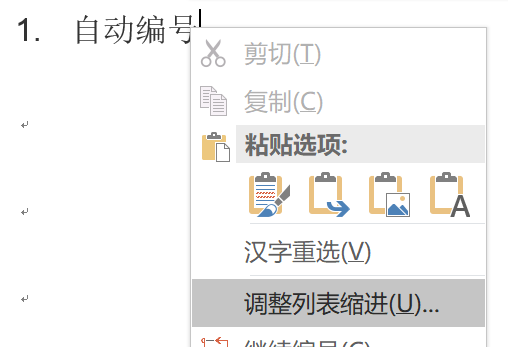 1. 自动编号
剪切(T)
复制(C)
粘贴选项:
A
汉字重选(V)
调整列表缩进(U)...
继续编号(C)